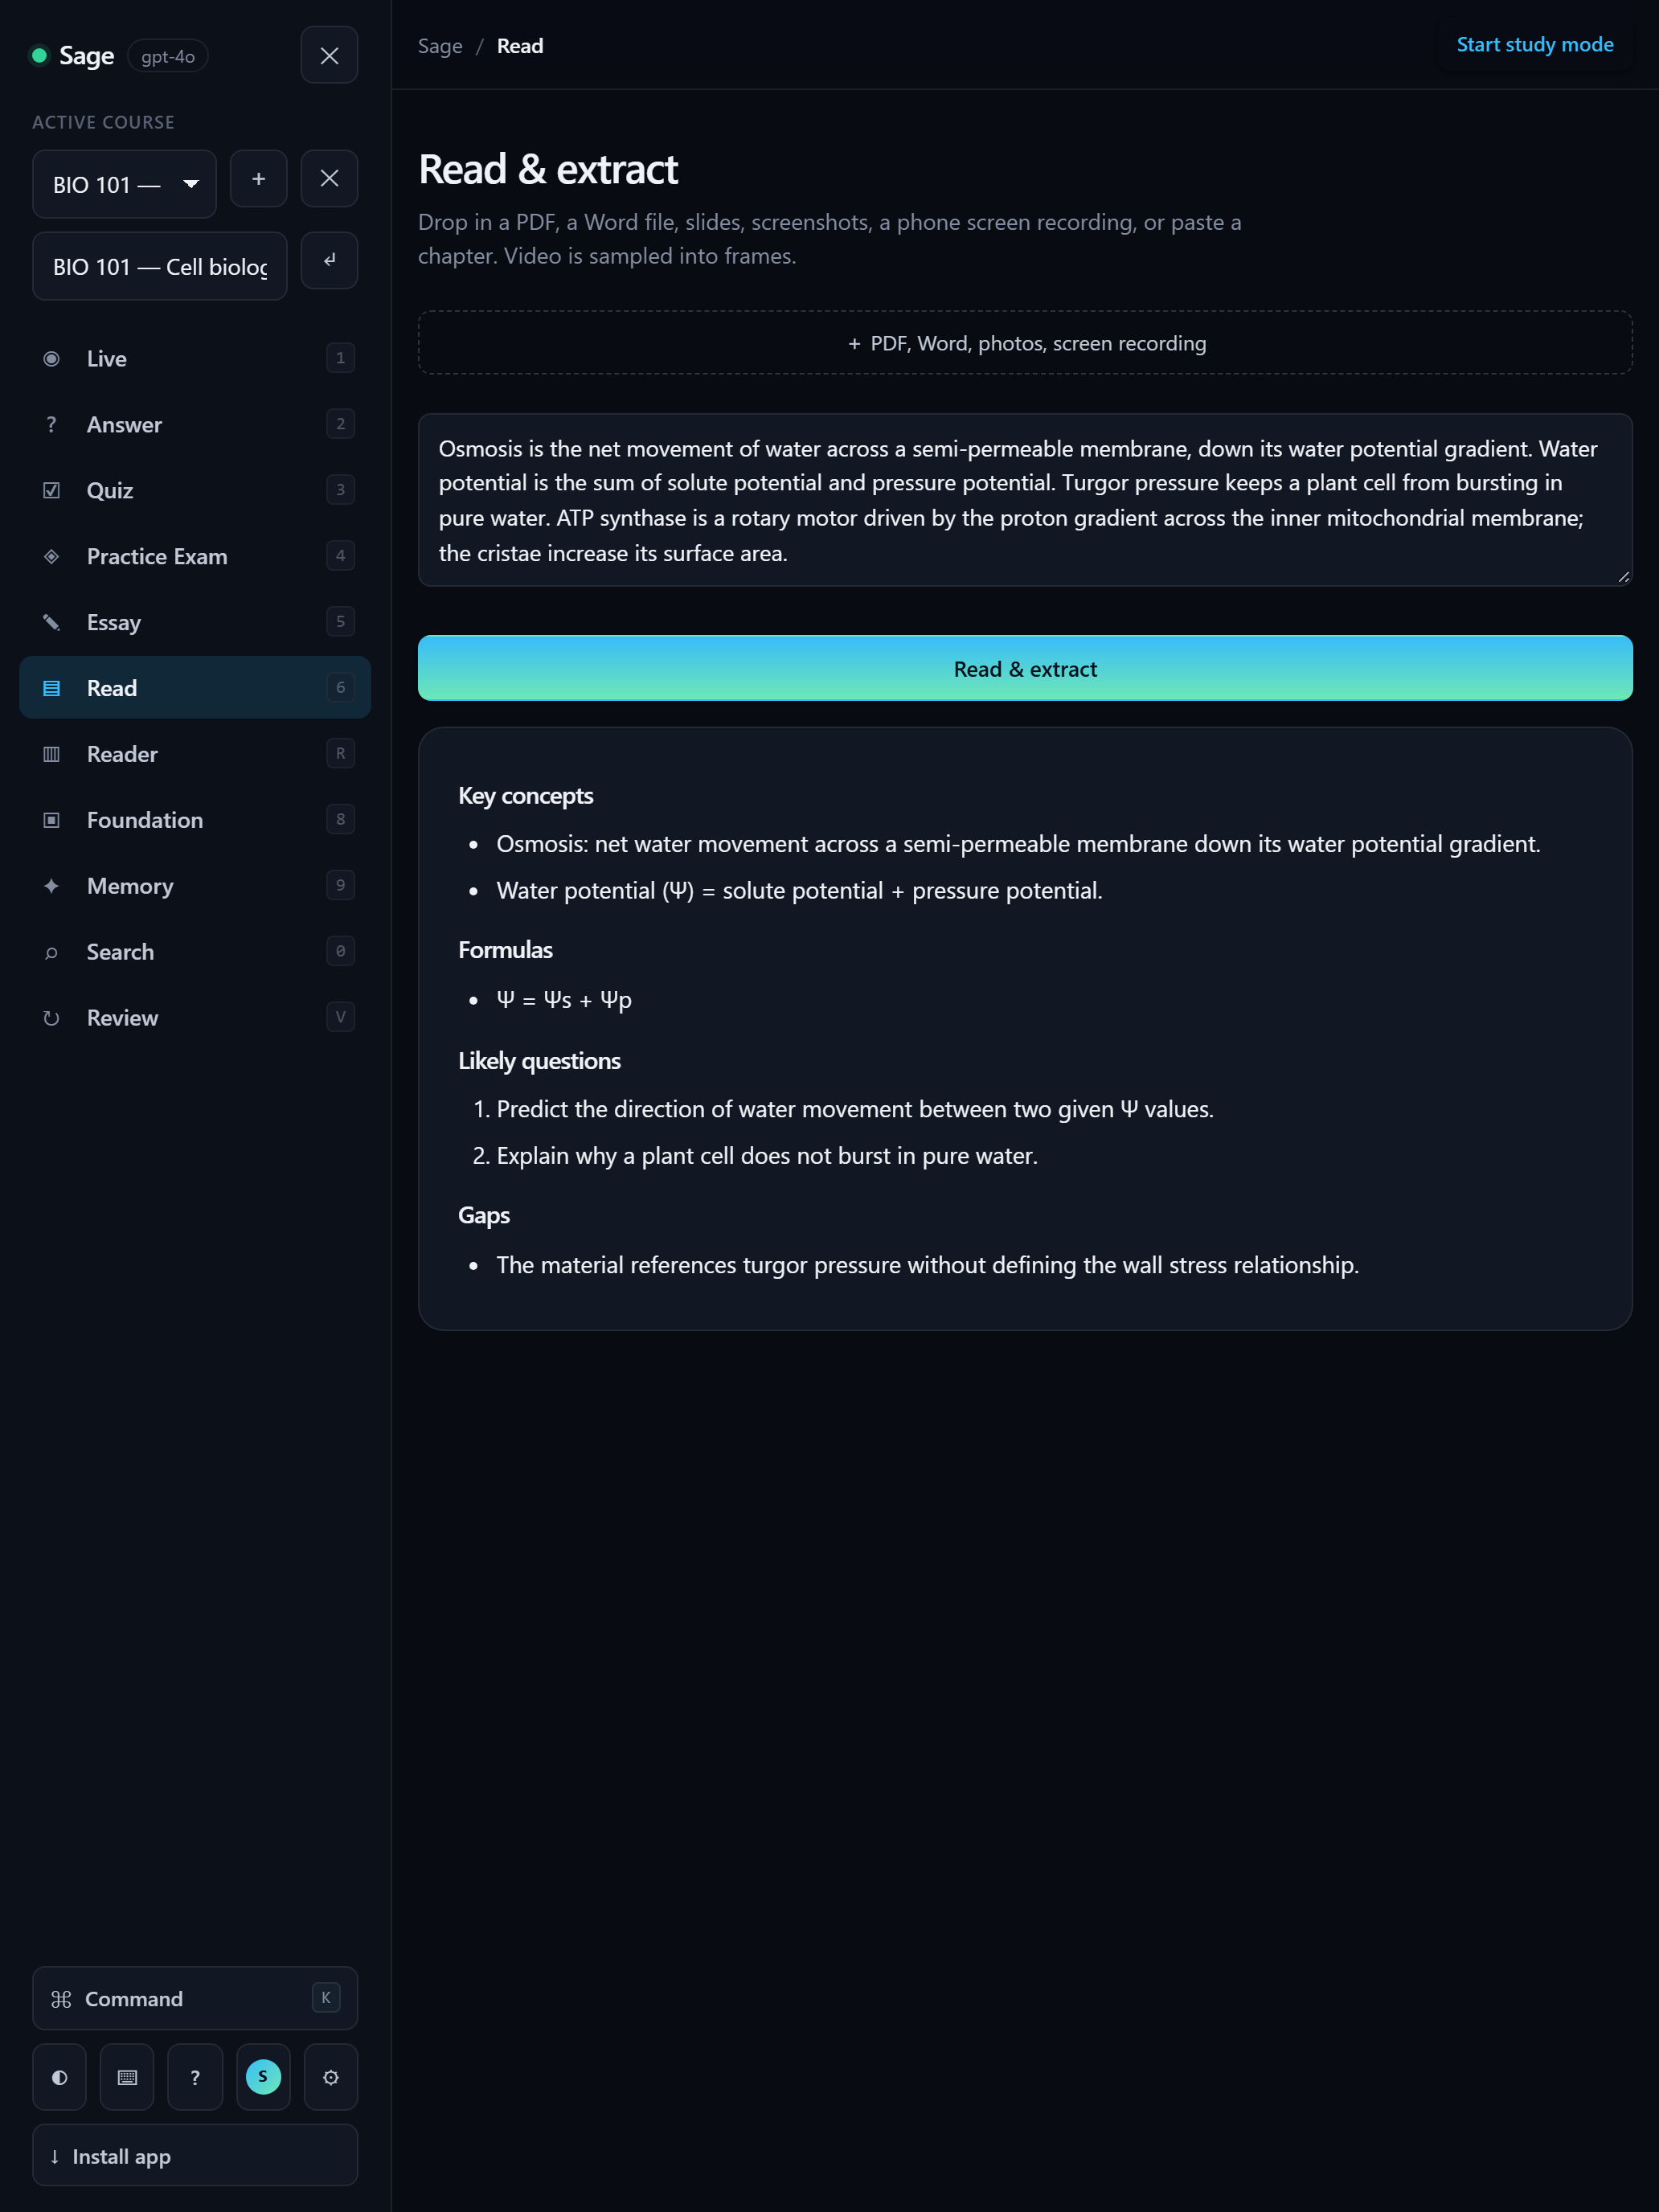 Sage gpt-4o
ACTIVE COURSE
BIO 101 —
+
BIO 101 — Cell biolog
Live 1
? Answer 2
Quiz 3
Practice Exam 4
Essay 5
Read 6
Reader R
Foundation 8
Memory 9
Search 0
Review V
⌘ Command K
?
S
↓ Install app
Sage / Read
Start study mode
Read & extract
Drop in a PDF, a Word file, slides, screenshots, a phone screen recording, or paste a
chapter. Video is sampled into frames.
+ PDF, Word, photos, screen recording
Osmosis is the net movement of water across a semi-permeable membrane, down its water potential gradient. Water
potential is the sum of solute potential and pressure potential. Turgor pressure keeps a plant cell from bursting in
pure water. ATP synthase is a rotary motor driven by the proton gradient across the inner mitochondrial membrane;
the cristae increase its surface area.
Read & extract
Key concepts
• Osmosis: net water movement across a semi-permeable membrane down its water potential gradient.
• Water potential (Ψ) = solute potential + pressure potential.
Formulas
• Ψ = Ψs + Ψp
Likely questions
1. Predict the direction of water movement between two given Ψ values.
2. Explain why a plant cell does not burst in pure water.
Gaps
• The material references turgor pressure without defining the wall stress relationship.